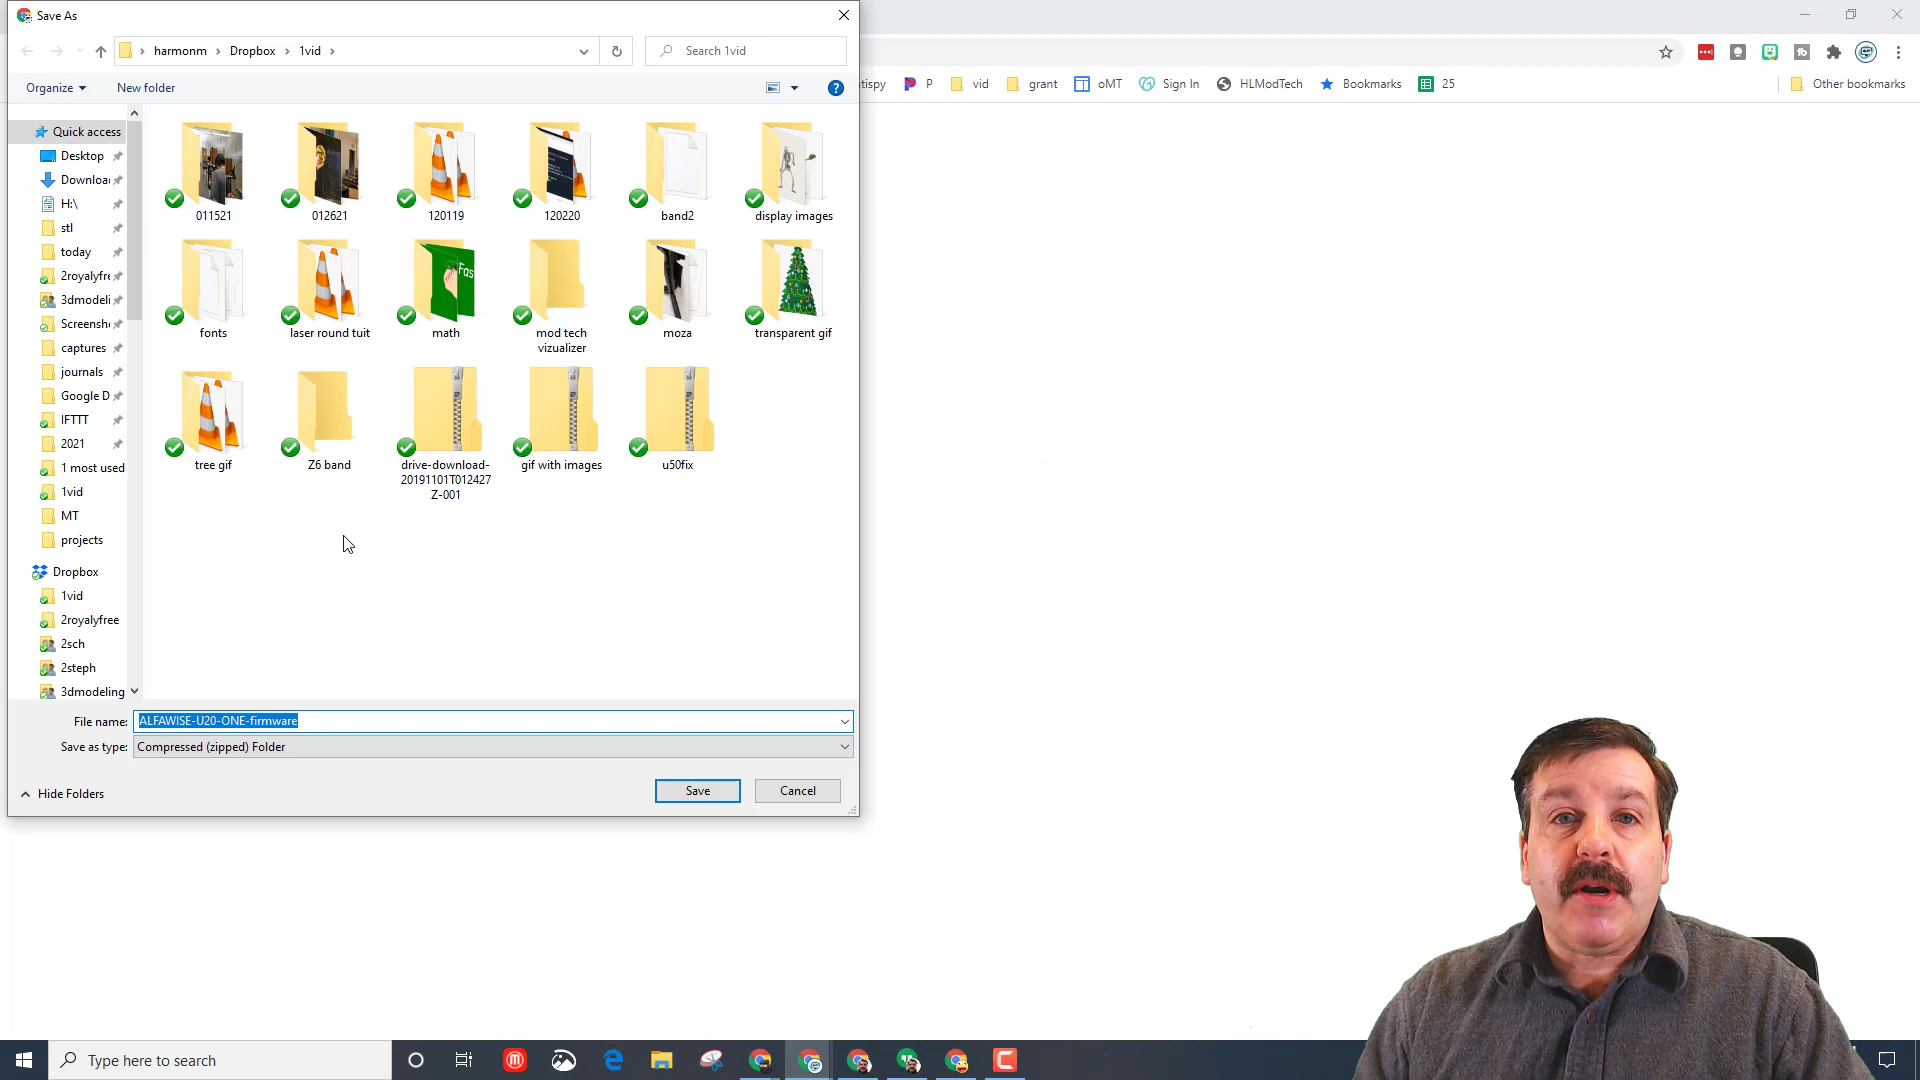 Save As
harmonm
Dropbox
1vid
Search 1vid
tispy
P
vid
grant
oMT
Sign In
HLModTech
Bookmarks
25
Other bookmarks
Organize
New folder
Quick access
Desktop
Downloa
H:\
stl
today
2royalyfre
3dmodeli
Screensh
captures
journals
Google D
IFTTT
2021
1 most used
1vid
MT
projects
Dropbox
1vid
2royalyfree
2sch
2steph
3dmodeling
011521
012621
120119
120220
band2
display images
fonts
laser round tuit
math
mod tech
vizualizer
moza
transparent gif
Fas
tree gif
Z6 band
drive-download-
20191101T012427
Z-001
gif with images
u50fix
File name:
ALFAWISE-U20-ONE-firmware
Save as type:
Compressed (zipped) Folder
Hide Folders
Save
Cancel
Type here to search